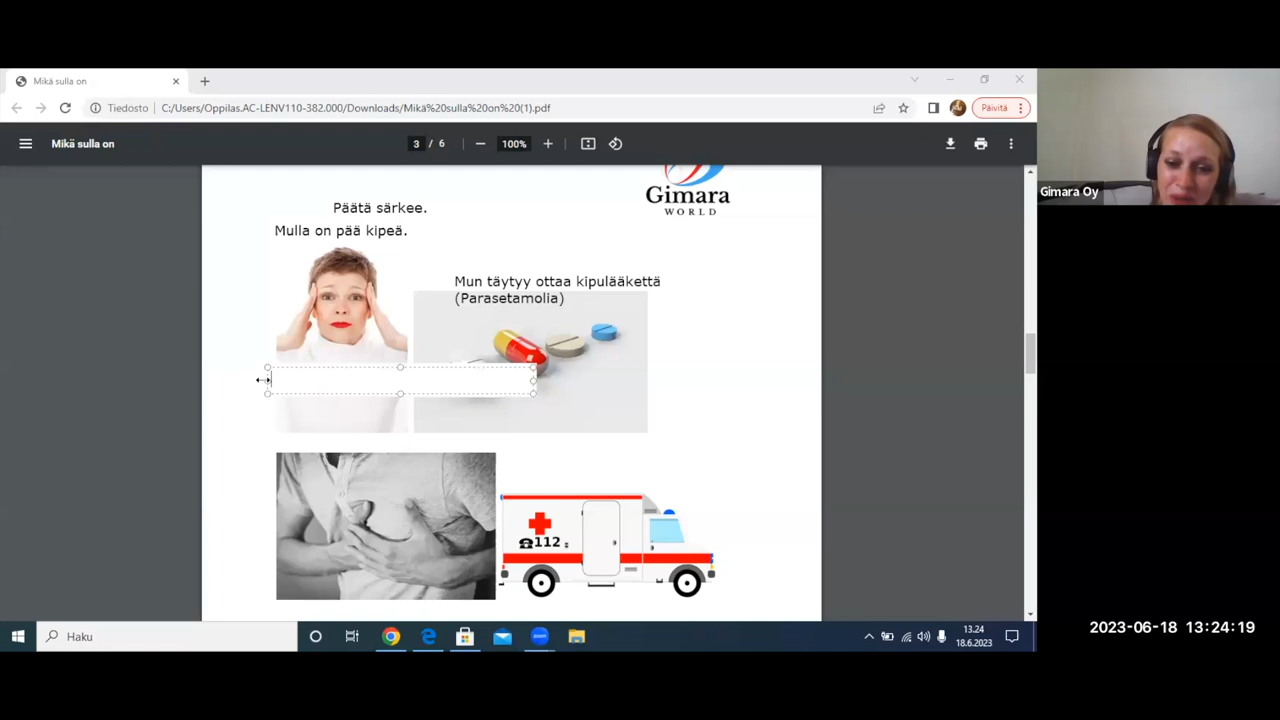 Mikä sulla on
Tiedosto
C:/Users/Oppilas.AC-LENV110-382.000/Downloads/Mikä%20sulla%20on%20(1).pdf
Päivitä
Mikä sulla on
3 / 6
100%
Gimara
WORLD
Päätä särkee.
Mulla on pää kipeä.
Mun täytyy ottaa kipulääkettä
(Parasetamolia)
☎112
Gimara Oy
Haku
zoom
13.24
18.6.2023
2023-06-18 13:24:19